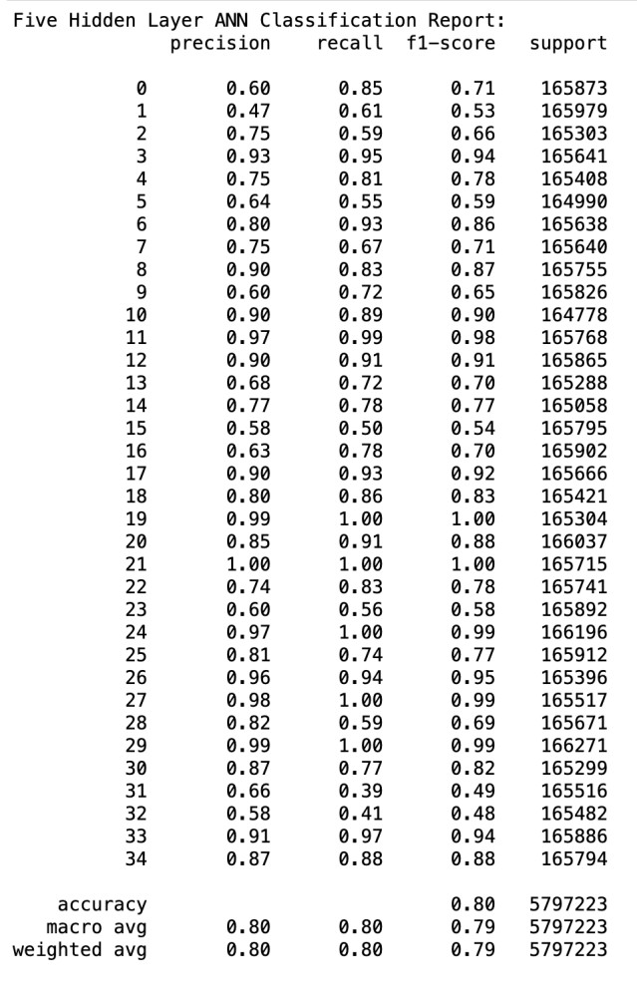 Five Hidden Layer ANN Classification Report:
precision recall f1-score support
0 0.60 0.85 0.71 165873
1 0.47 0.61 0.53 165979
2 0.75 0.59 0.66 165303
3 0.93 0.95 0.94 165641
4 0.75 0.81 0.78 165408
5 0.64 0.55 0.59 164990
6 0.80 0.93 0.86 165638
7 0.75 0.67 0.71 165640
8 0.90 0.83 0.87 165755
9 0.60 0.72 0.65 165826
10 0.90 0.89 0.90 164778
11 0.97 0.99 0.98 165768
12 0.90 0.91 0.91 165865
13 0.68 0.72 0.70 165288
14 0.77 0.78 0.77 165058
15 0.58 0.50 0.54 165795
16 0.63 0.78 0.70 165902
17 0.90 0.93 0.92 165666
18 0.80 0.86 0.83 165421
19 0.99 1.00 1.00 165304
20 0.85 0.91 0.88 166037
21 1.00 1.00 1.00 165715
22 0.74 0.83 0.78 165741
23 0.60 0.56 0.58 165892
24 0.97 1.00 0.99 166196
25 0.81 0.74 0.77 165912
26 0.96 0.94 0.95 165396
27 0.98 1.00 0.99 165517
28 0.82 0.59 0.69 165671
29 0.99 1.00 0.99 166271
30 0.87 0.77 0.82 165299
31 0.66 0.39 0.49 165516
32 0.58 0.41 0.48 165482
33 0.91 0.97 0.94 165886
34 0.87 0.88 0.88 165794
accuracy 0.80 5797223
macro avg 0.80 0.80 0.79 5797223
weighted avg 0.80 0.80 0.79 5797223